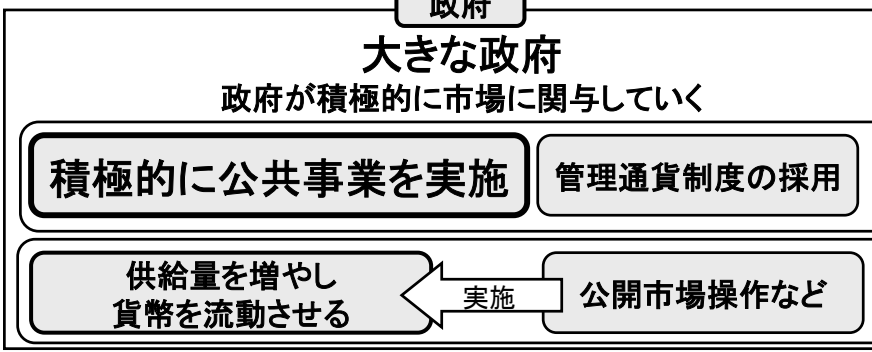 政府
大きな政府
政府が積極的に市場に関与していく
積極的に公共事業を実施
管理通貨制度の採用
供給量を増やし
貨幣を流動させる
実施
公開市場操作など